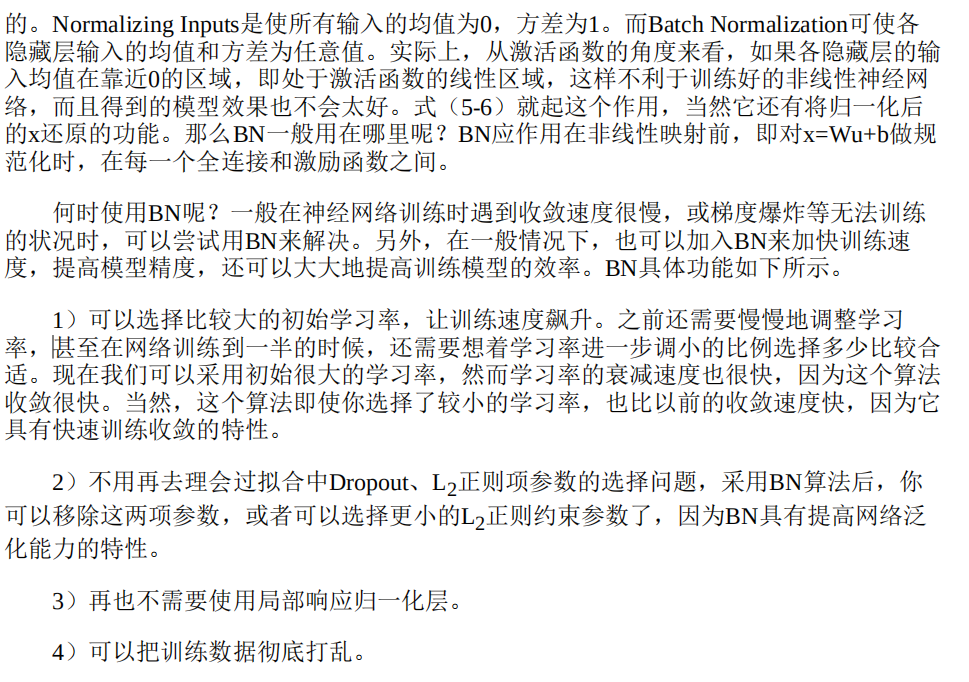 的。Normalizing Inputs是使所有输入的均值为0，方差为1。而Batch Normalization可使各
隐藏层输入的均值和方差为任意值。实际上，从激活函数的角度来看，如果各隐藏层的输
入均值在靠近0的区域，即处于激活函数的线性区域，这样不利于训练好的非线性神经网
络，而且得到的模型效果也不会太好。式（5-6）就起这个作用，当然它还有将归一化后
的x还原的功能。那么BN一般用在哪里呢？BN应作用在非线性映射前，即对x=Wu+b做规
范化时，在每一个全连接和激励函数之间。
何时使用BN呢？一般在神经网络训练时遇到收敛速度很慢，或梯度爆炸等无法训练
的状况时，可以尝试用BN来解决。另外，在一般情况下，也可以加入BN来加快训练速
度，提高模型精度，还可以大大地提高训练模型的效率。BN具体功能如下所示。
1）可以选择比较大的初始学习率，让训练速度飙升。之前还需要慢慢地调整学习
率，甚至在网络训练到一半的时候，还需要想着学习率进一步调小的比例选择多少比较合
适。现在我们可以采用初始很大的学习率，然而学习率的衰减速度也很快，因为这个算法
收敛很快。当然，这个算法即使你选择了较小的学习率，也比以前的收敛速度快，因为它
具有快速训练收敛的特性。
2）不用再去理会过拟合中Dropout、L2正则项参数的选择问题，采用BN算法后，你
可以移除这两项参数，或者可以选择更小的L2正则约束参数了，因为BN具有提高网络泛
化能力的特性。
3）再也不需要使用局部响应归一化层。
4）可以把训练数据彻底打乱。